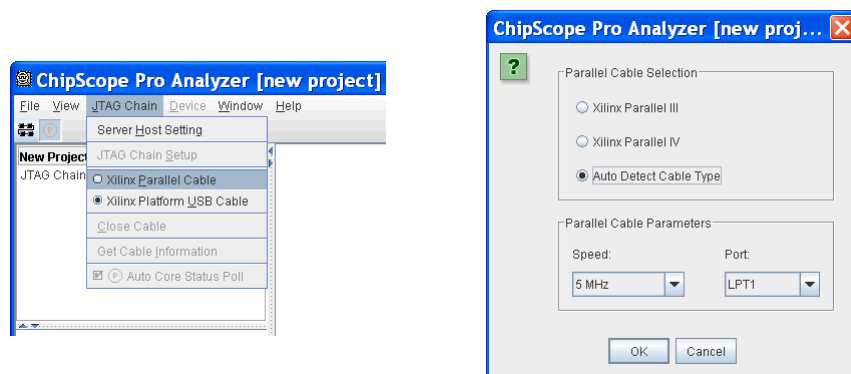 ChipScope Pro Analyzer [new project]
File View JTAG Chain Device Window Help
Server Host Setting
New Project
JTAG Chain Setup
JTAG Chain
Xilinx Parallel Cable
Xilinx Platform USB Cable
Close Cable
Get Cable Information
P Auto Core Status Poll
ChipScope Pro Analyzer [new proj...
?
Parallel Cable Selection
Xilinx Parallel III
Xilinx Parallel IV
Auto Detect Cable Type
Parallel Cable Parameters
Speed: Port:
5 MHz LPT1
OK Cancel